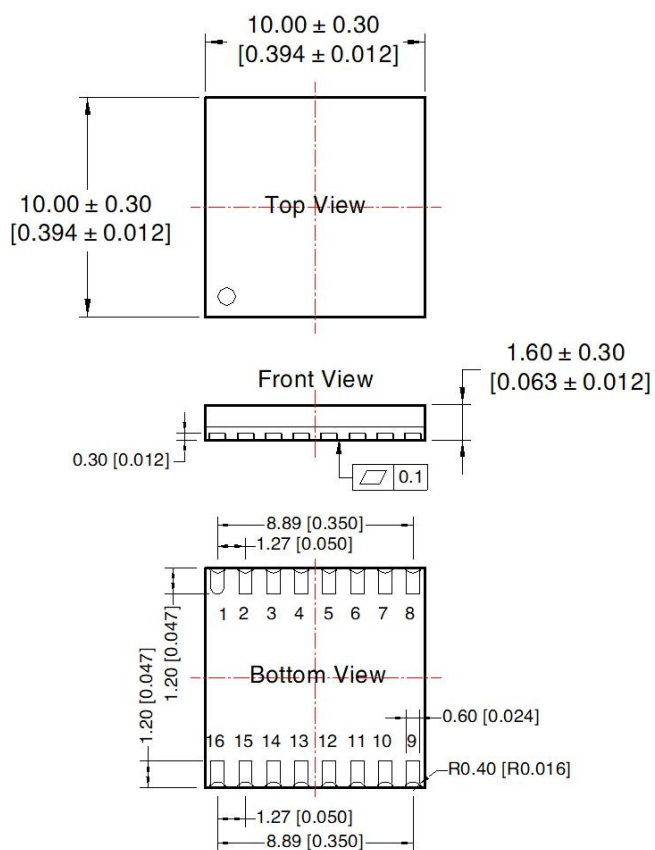 10.00 ± 0.30
[0.394 ± 0.012]
10.00 ± 0.30
[0.394 ± 0.012]
Top View
Front View
1.60 ± 0.30
[0.063 ± 0.012]
0.30 [0.012]
0.1
8.89 [0.350]
1.27 [0.050]
1 2 3 4 5 6 7 8
1.20 [0.047]
1.20 [0.047]
Bottom View
0.60 [0.024]
16 15 14 13 12 11 10 9
R0.40 [R0.016]
1.27 [0.050]
8.89 [0.350]